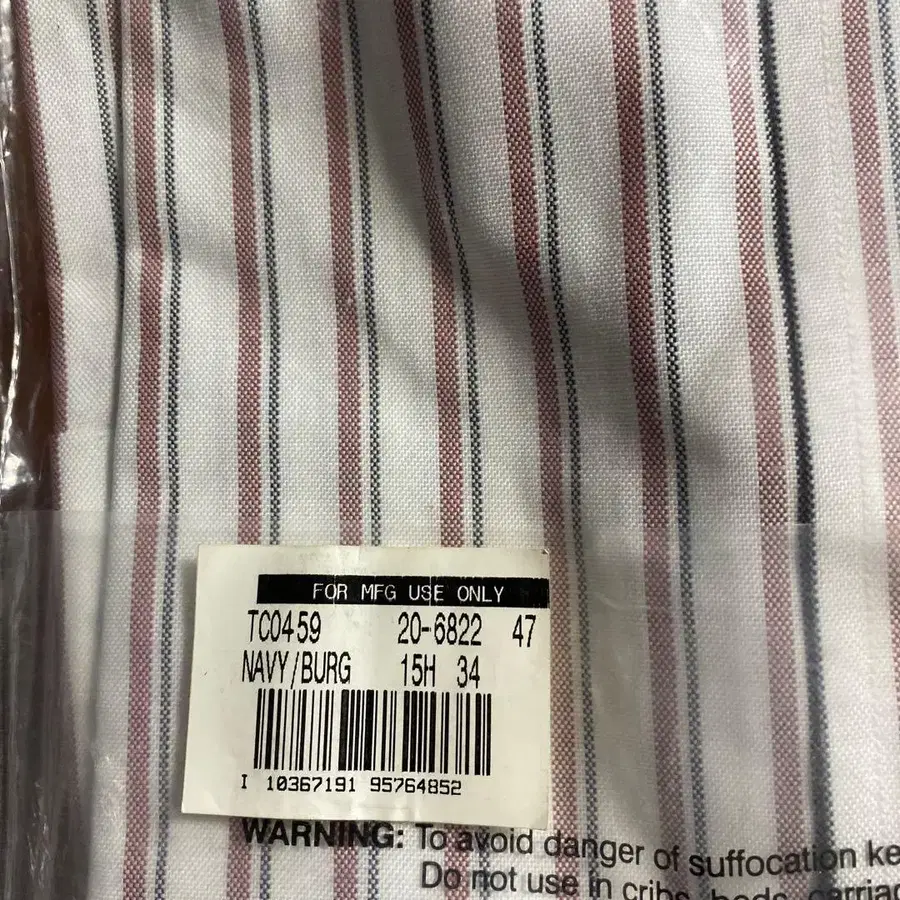 FOR MFG USE ONLY
TC0459 20-6822 47
NAVY/BURG 15H 34
I 10367191 95764852
WARNING: To avoid danger of suffocation ke
Do not use in cribs, beds, carriag